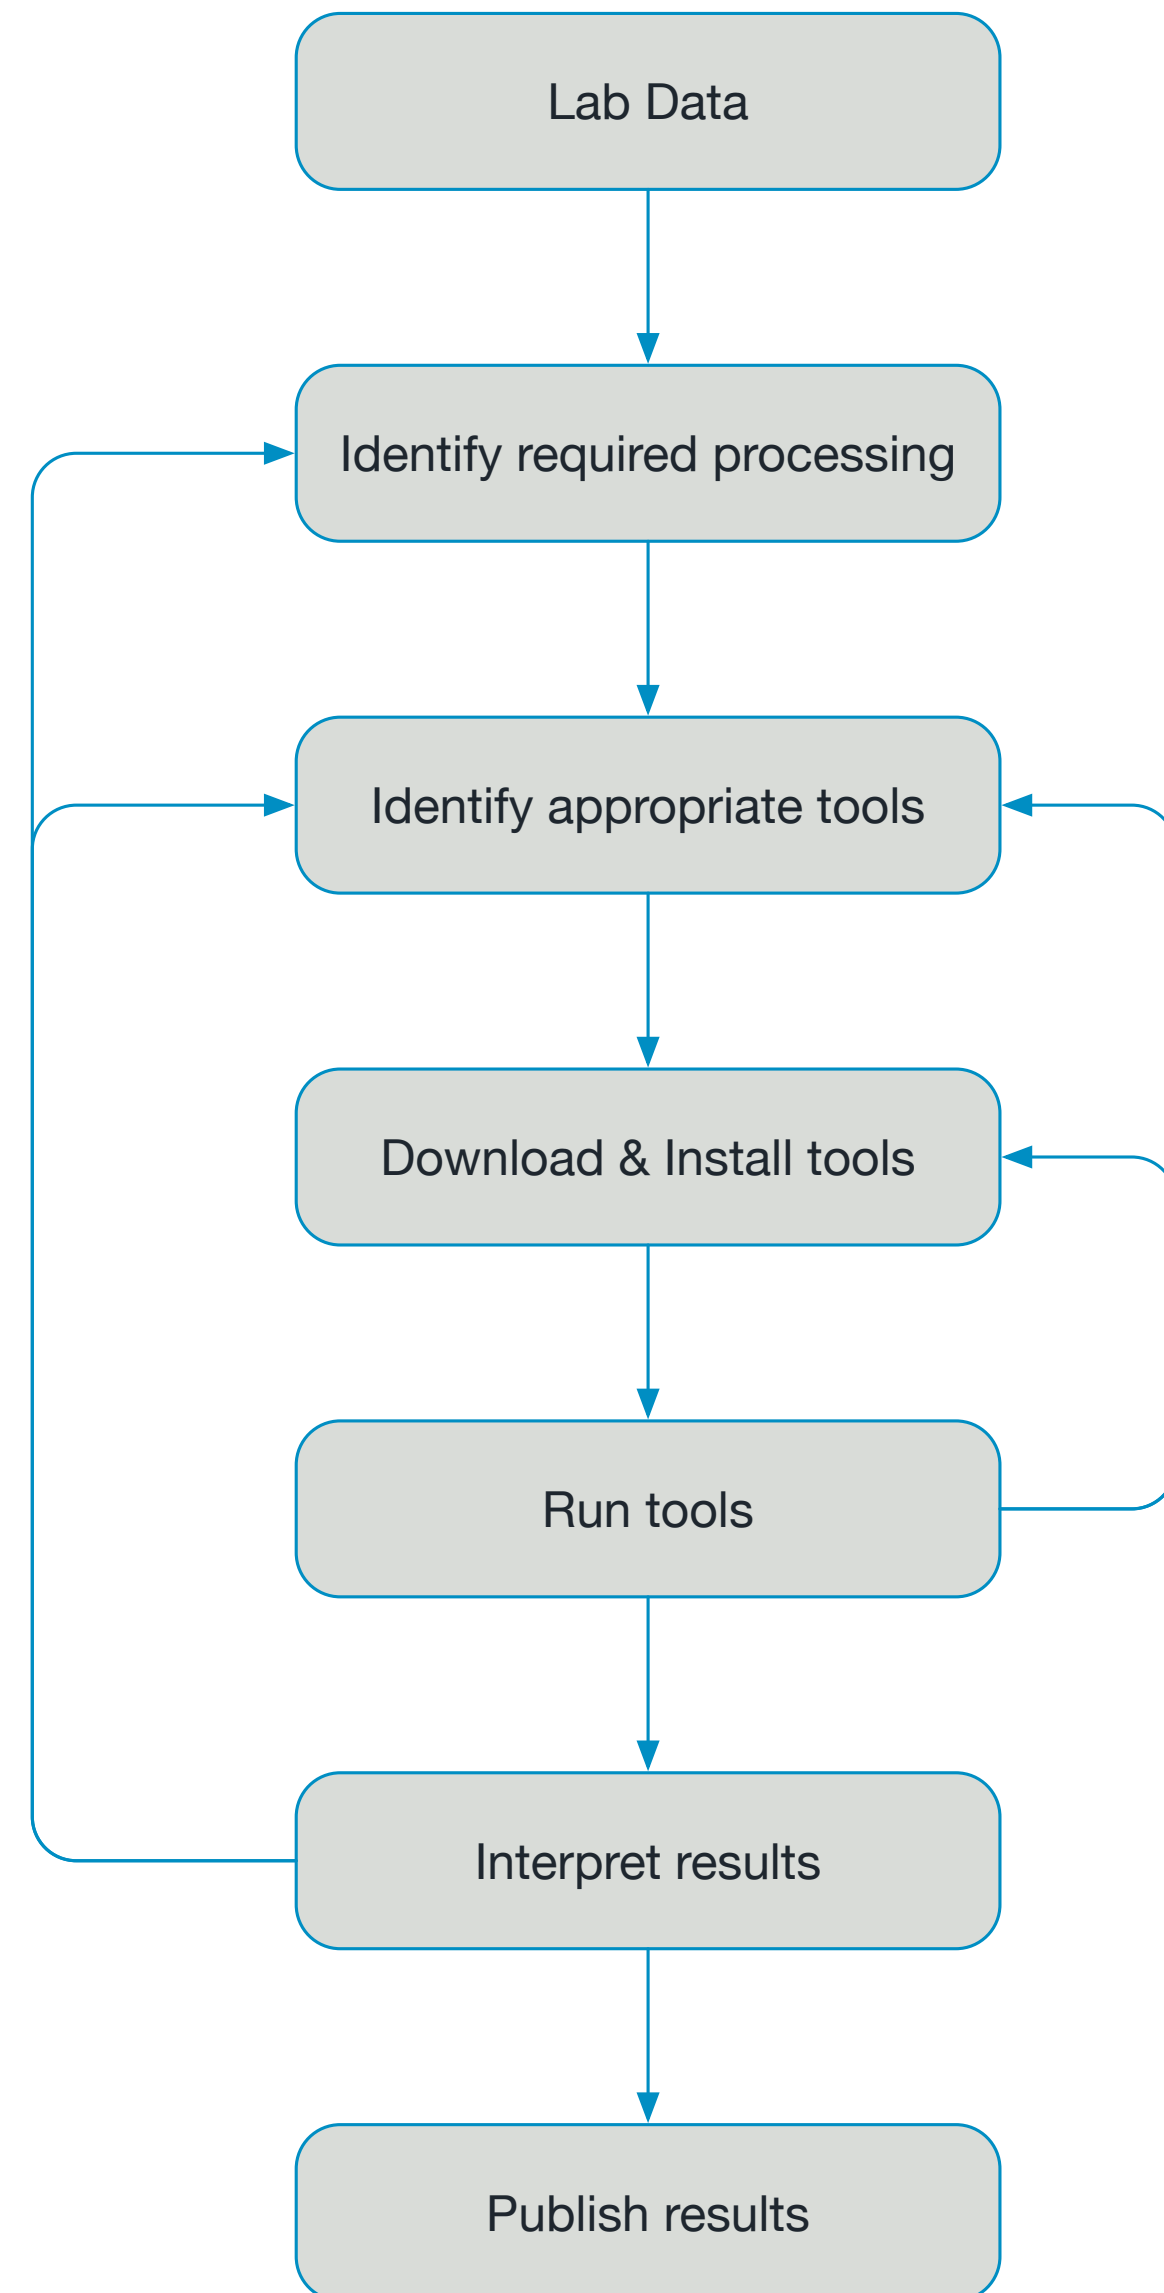 Lab Data
Identify required processing
Identify appropriate tools
Download & Install tools
Run tools
Interpret results
Publish results